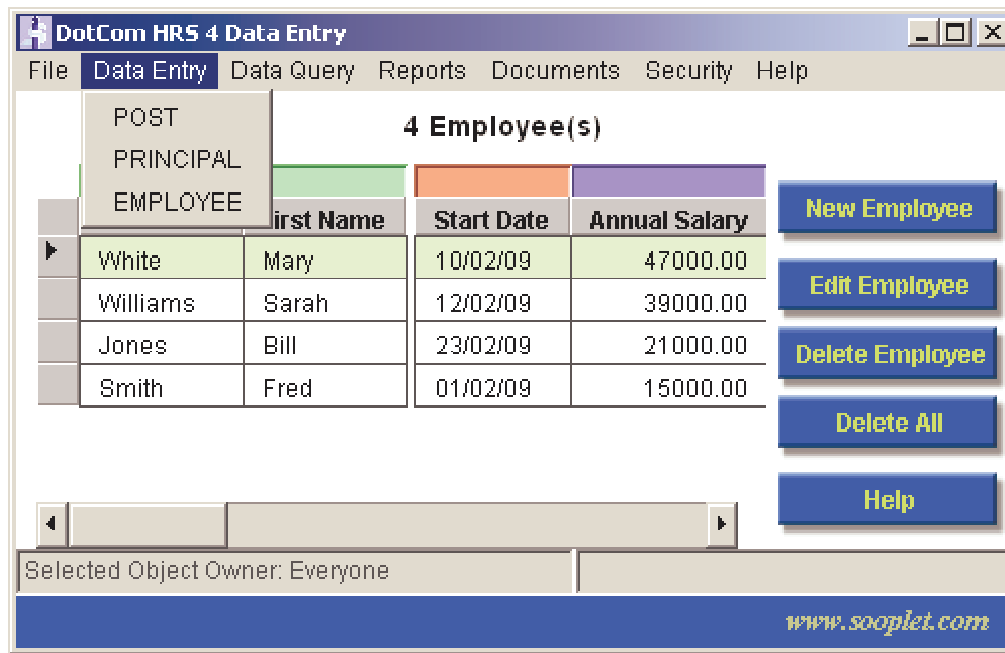 DotCom HRS 4 Data Entry
File Data Entry Data Query Reports Documents Security Help
POST
PRINCIPAL
EMPLOYEE
4 Employee(s)
Name Start Date Annual Salary
White Mary 10/02/09 47000.00
Williams Sarah 12/02/09 39000.00
Jones Bill 23/02/09 21000.00
Smith Fred 01/02/09 15000.00
New Employee
Edit Employee
Delete Employee
Delete All
Help
Selected Object Owner: Everyone
www.sooplet.com